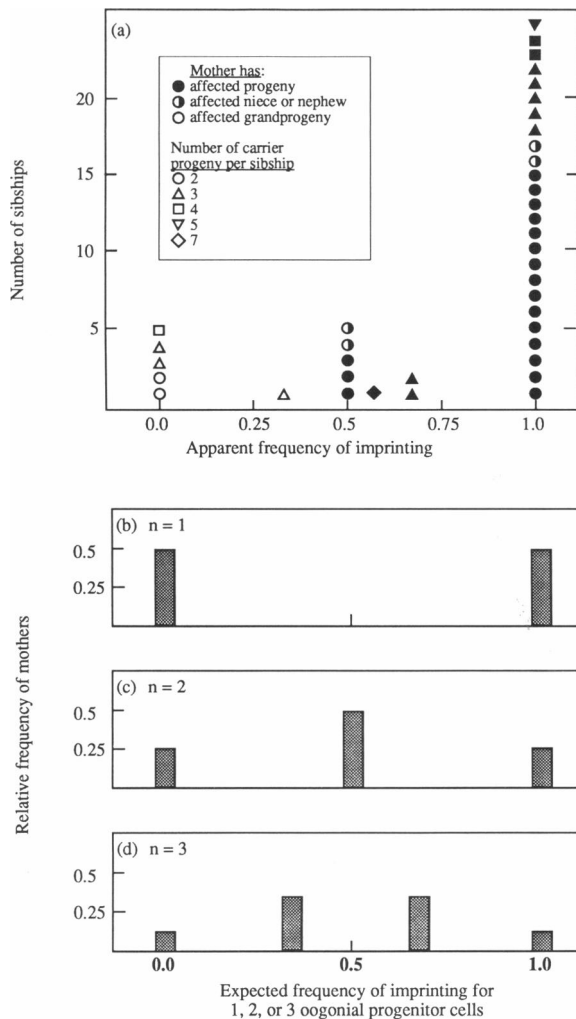 (a)
Mother has:
affected progeny
affected niece or nephew
affected grandprogeny
Number of carrier
progeny per sibship
2
3
4
5
7
20
15
10
5
Number of sibships
0.0 0.25 0.5 0.75 1.0
Apparent frequency of imprinting
(b) n = 1
0.5
0.25
(c) n = 2
0.5
0.25
(d) n = 3
0.5
0.25
Relative frequency of mothers
0.0 0.5 1.0
Expected frequency of imprinting for
1, 2, or 3 oogonial progenitor cells